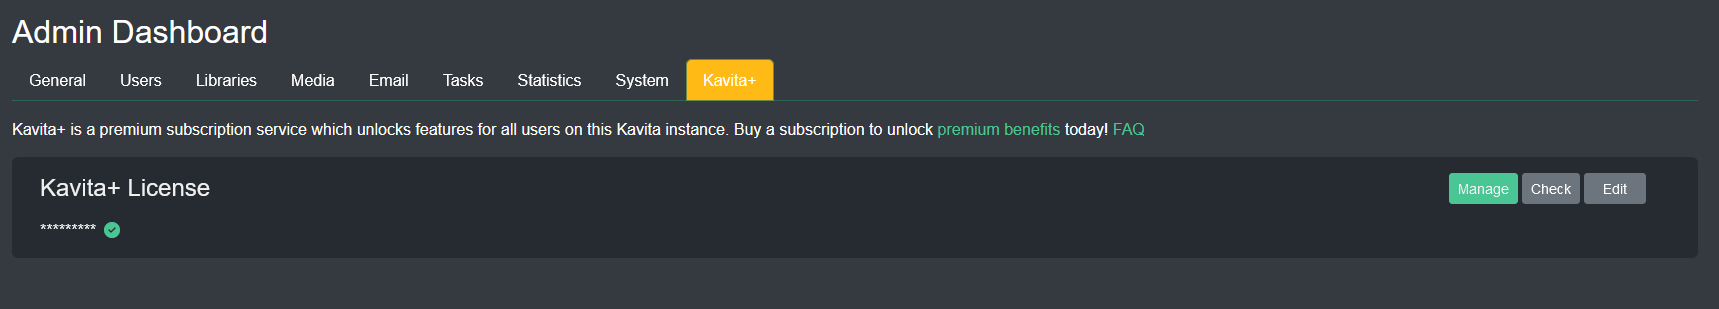 Admin Dashboard
General Users Libraries Media Email Tasks Statistics System Kavita+
Kavita+ is a premium subscription service which unlocks features for all users on this Kavita instance. Buy a subscription to unlock premium benefits today! FAQ
Kavita+ License
Manage Check Edit
*********